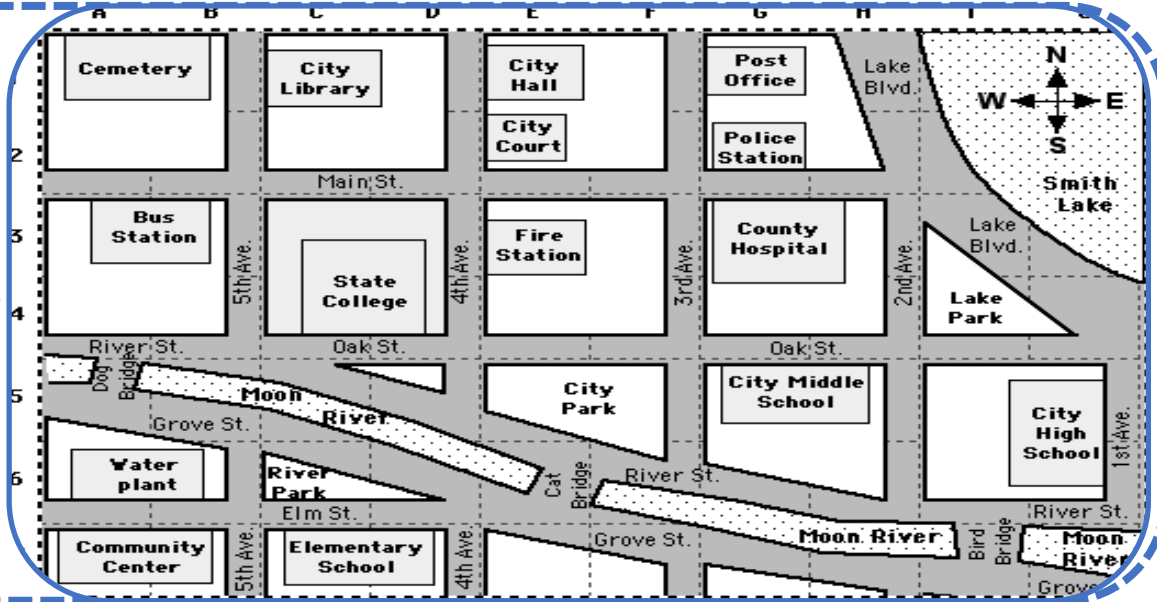 A B C D E F G H I
Cemetery
City
Library
City
Hall
Post
Office
Lake
Blvd.
N
W E
S
City
Court
Police
Station
2
Main St.
Smith
Lake
Bus
Station
3
5th Ave.
State
College
4th Ave.
Fire
Station
3rd Ave.
County
Hospital
2nd Ave.
Lake
Blvd.
Lake
Park
4
River St.
Oak St.
Oak St.
Dog
Bridge
Moon
River
5
City
Park
City Middle
School
City
High
School
1st Ave.
Grove St.
Water
plant
River
Park
6
Cat
Bridge
River St.
Elm St.
River St.
Community
Center
5th Ave.
Elementary
School
4th Ave.
Grove St.
Moon River
Bird
Bridge
Moon
River
Grove